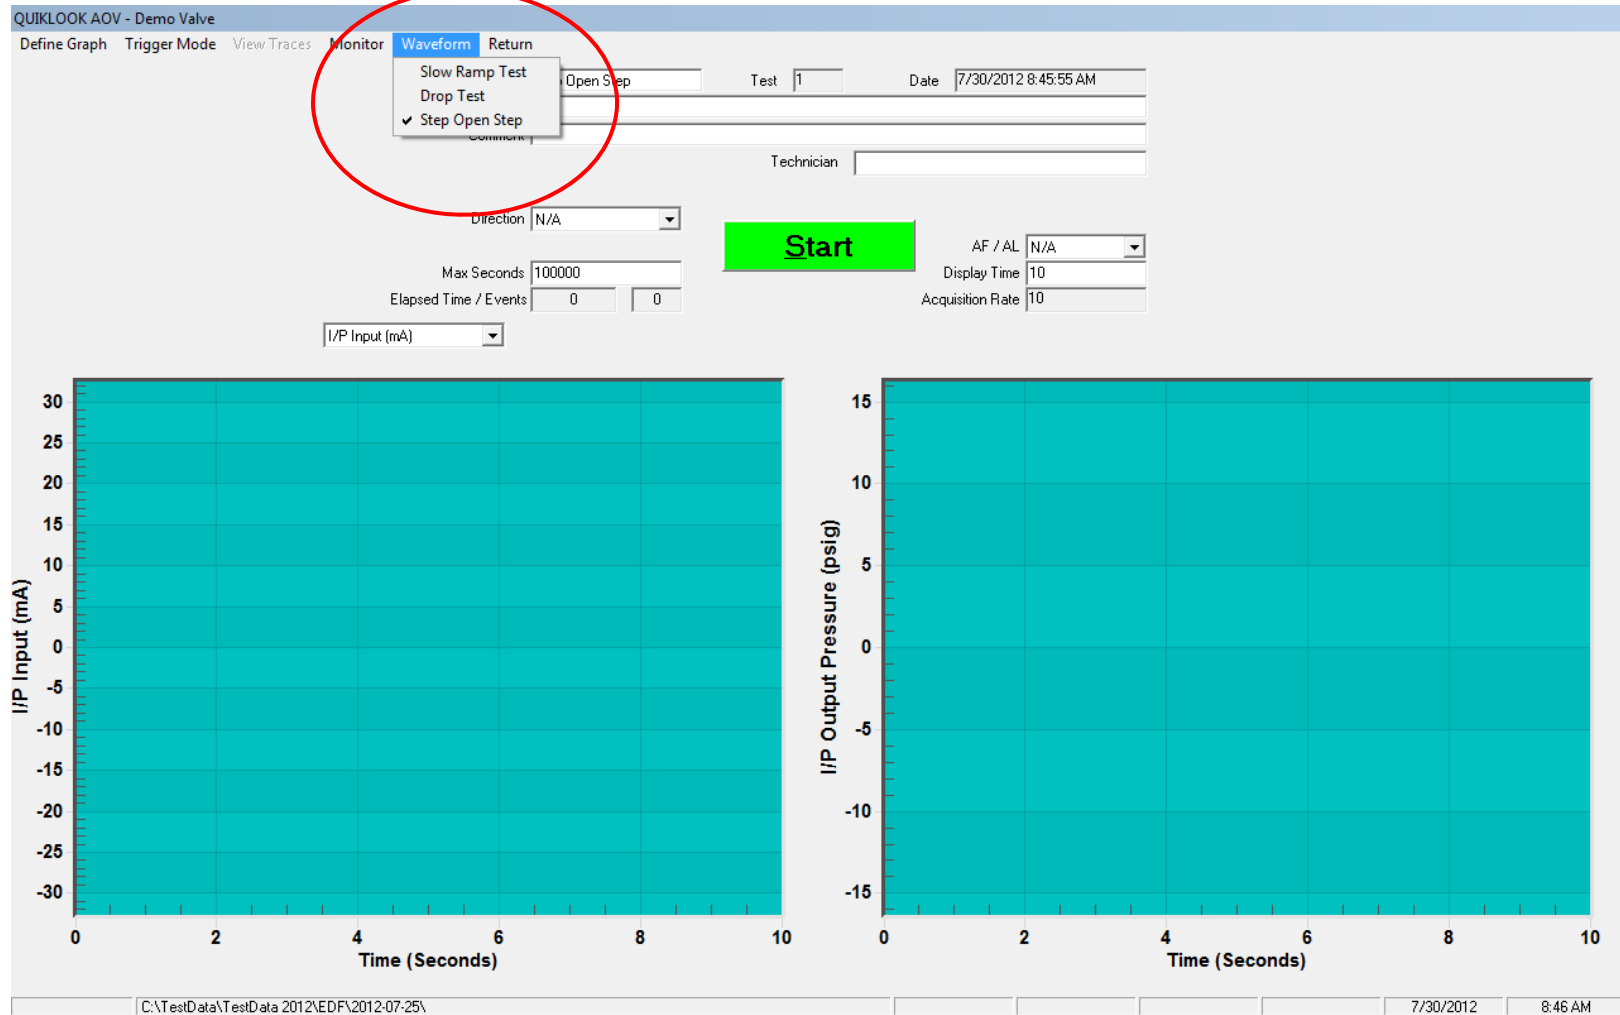 QUIKLOOK AOV - Demo Valve
Define Graph Trigger Mode View Traces Monitor Waveform Return
Slow Ramp Test
Drop Test
✓ Step Open Step
Open Step Test 1 Date 7/30/2012 8:45:55 AM
Comment
Technician
Direction N/A
Start
AF / AL N/A
Max Seconds 100000
Display Time 10
Elapsed Time / Events 0 0
Acquisition Rate 10
I/P Input (mA)
I/P Input (mA)
30
25
20
15
10
5
0
-5
-10
-15
-20
-25
-30
0 2 4 6 8 10
Time (Seconds)
I/P Output Pressure (psig)
15
10
5
0
-5
-10
-15
0 2 4 6 8 10
Time (Seconds)
C:\TestData\TestData 2012\EDF\2012-07-25\ 7/30/2012 8:46 AM